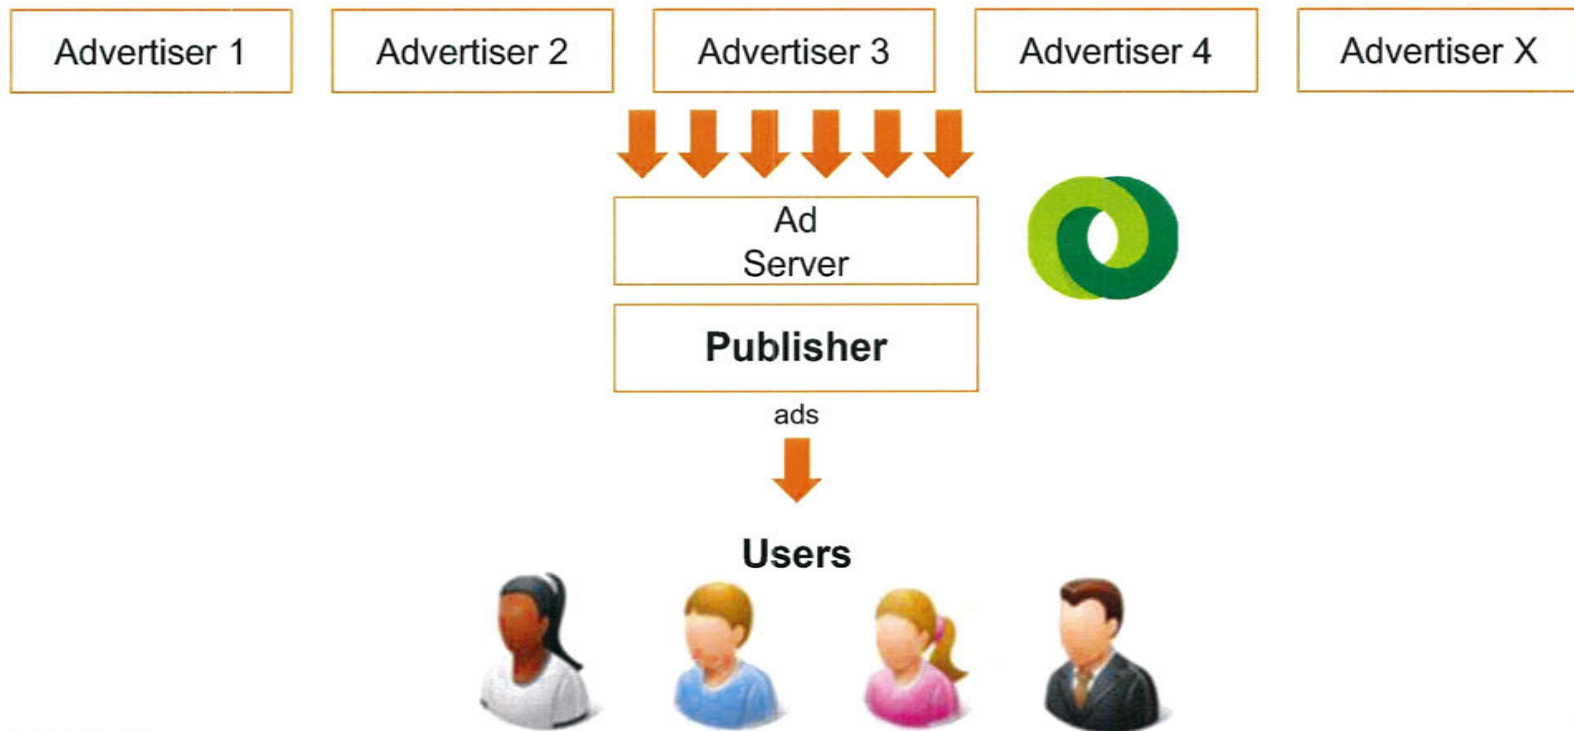 Advertiser 1
Advertiser 2
Advertiser 3
Advertiser 4
Advertiser X
Ad
Server
Publisher
ads
Users